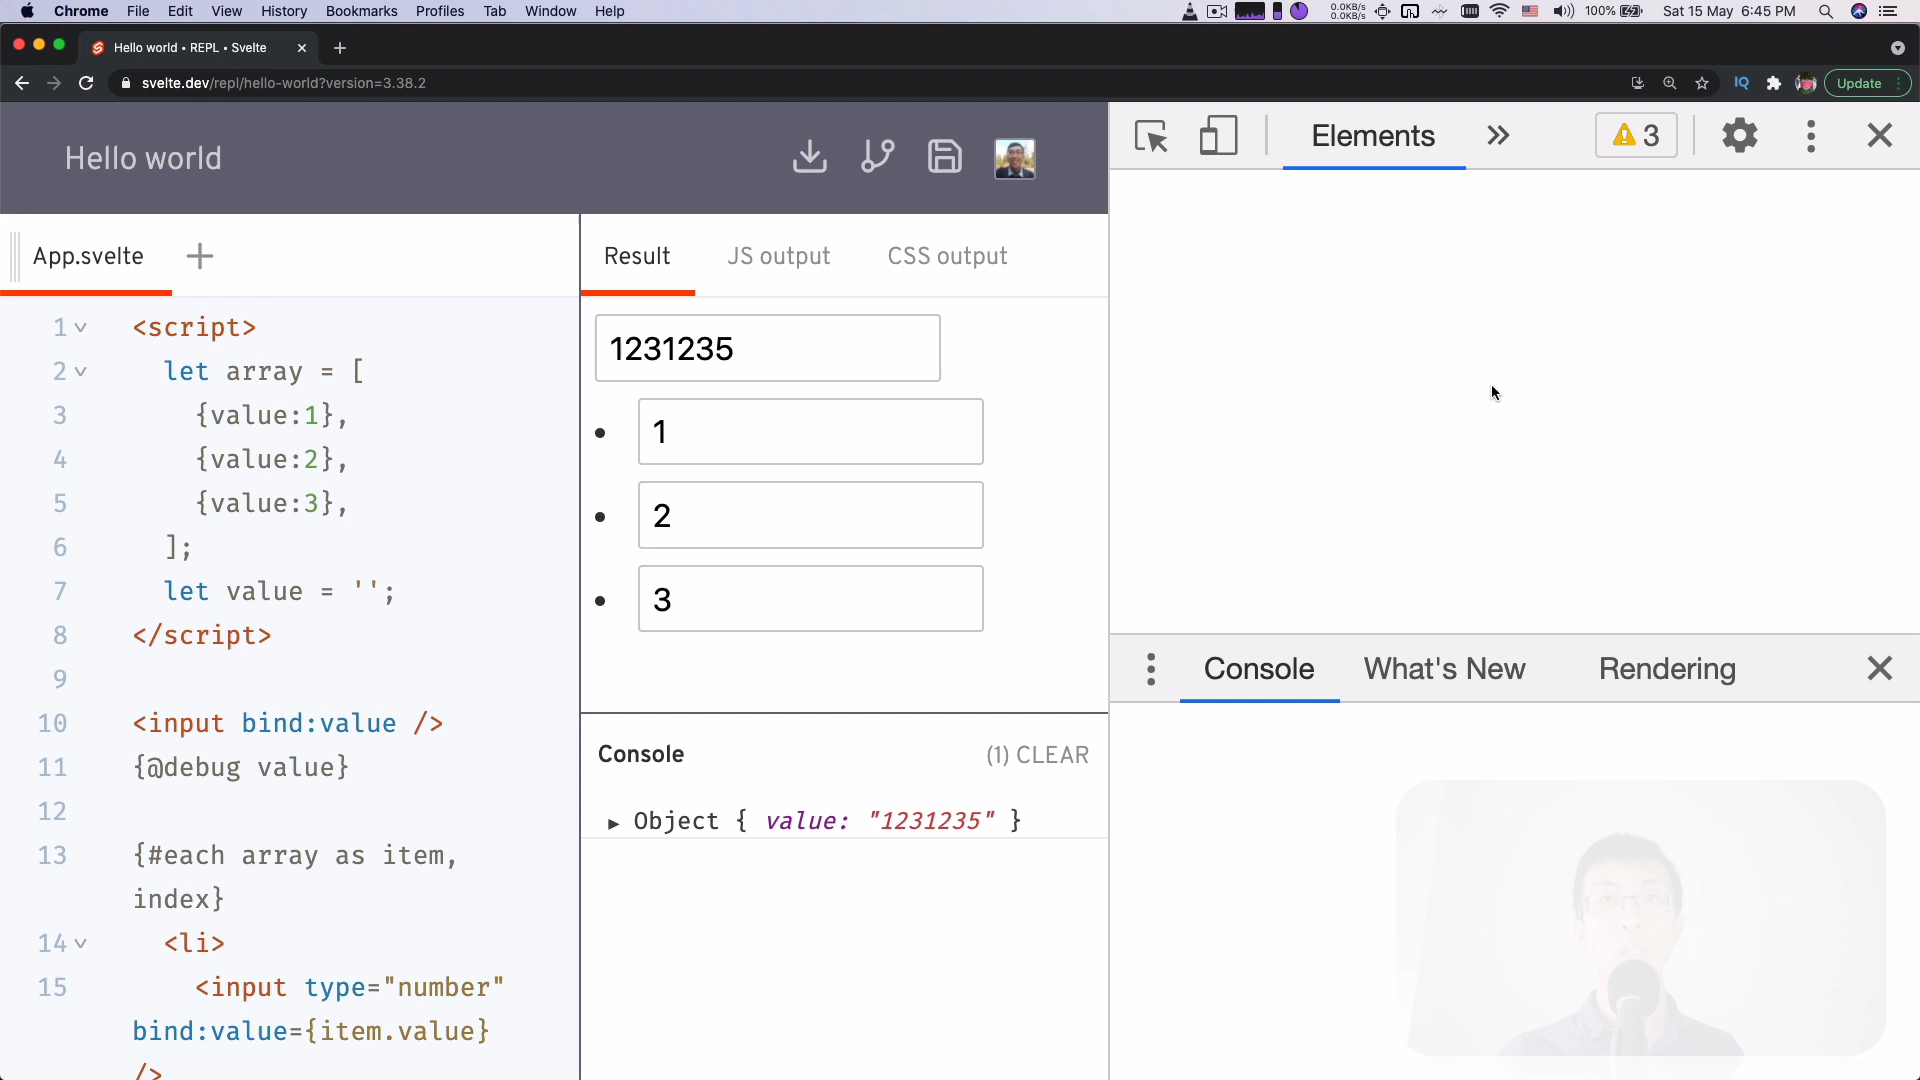 Chrome File Edit View History Bookmarks Profiles Tab Window Help
0.0KB/s
0.0KB/s
100% Sat 15 May 6:45 PM
Hello world • REPL • Svelte
svelte.dev/repl/hello-world?version=3.38.2
IQ
Update
Hello world
App.svelte
1 <script>
2 let array = [
3 {value:1},
4 {value:2},
5 {value:3},
6 ];
7 let value = '';
8 </script>
9
10 <input bind:value />
11 {@debug value}
12
13 {#each array as item,
index}
14 <li>
15 <input type="number"
bind:value={item.value}
/>
Result JS output CSS output
1231235
• 1
• 2
• 3
Console (1) CLEAR
▸ Object { value: "1231235" }
Elements » 3
Console What's New Rendering